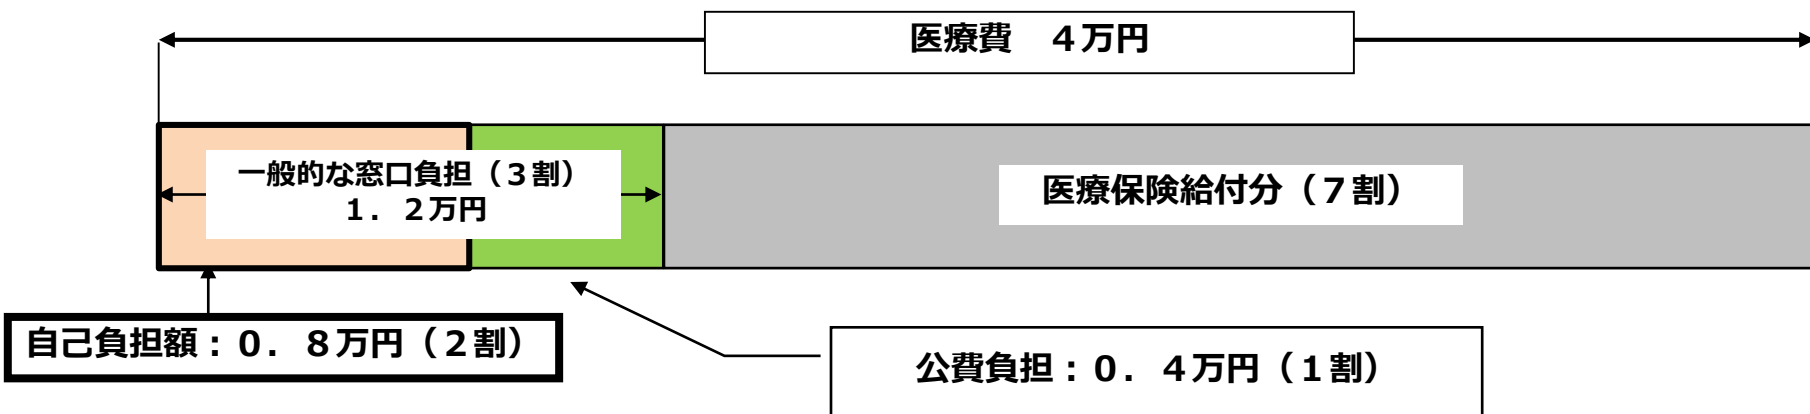 医療費　４万円
一般的な窓口負担（３割）
１．２万円
医療保険給付分（７割）
自己負担額：０．８万円（２割）
公費負担：０．４万円（１割）